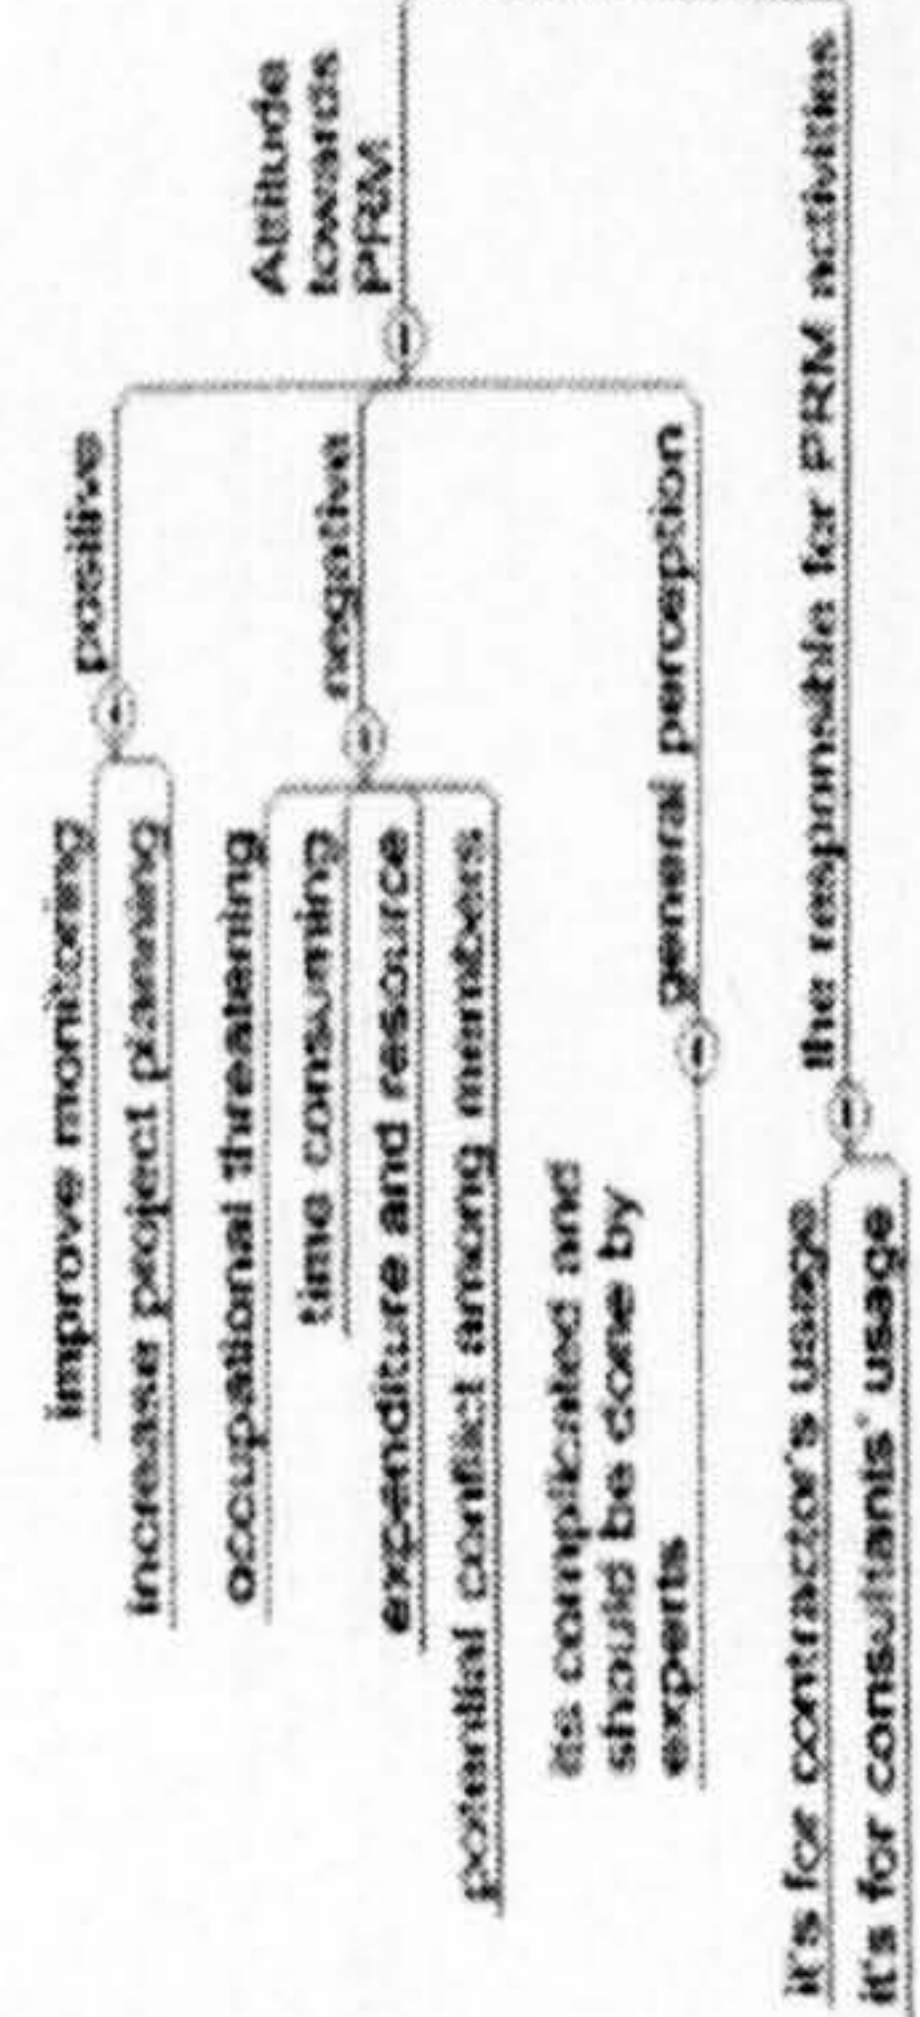 Attitude
towards
PRM
positive
improve monitoring
increase project planning
negative
occupational threatening
time consuming
expenditure and resource
potential conflict among members
general perception
its complicated and
should be done by
experts
the responsible for PRM activities
it's for contractor's usage
it's for consultants' usage